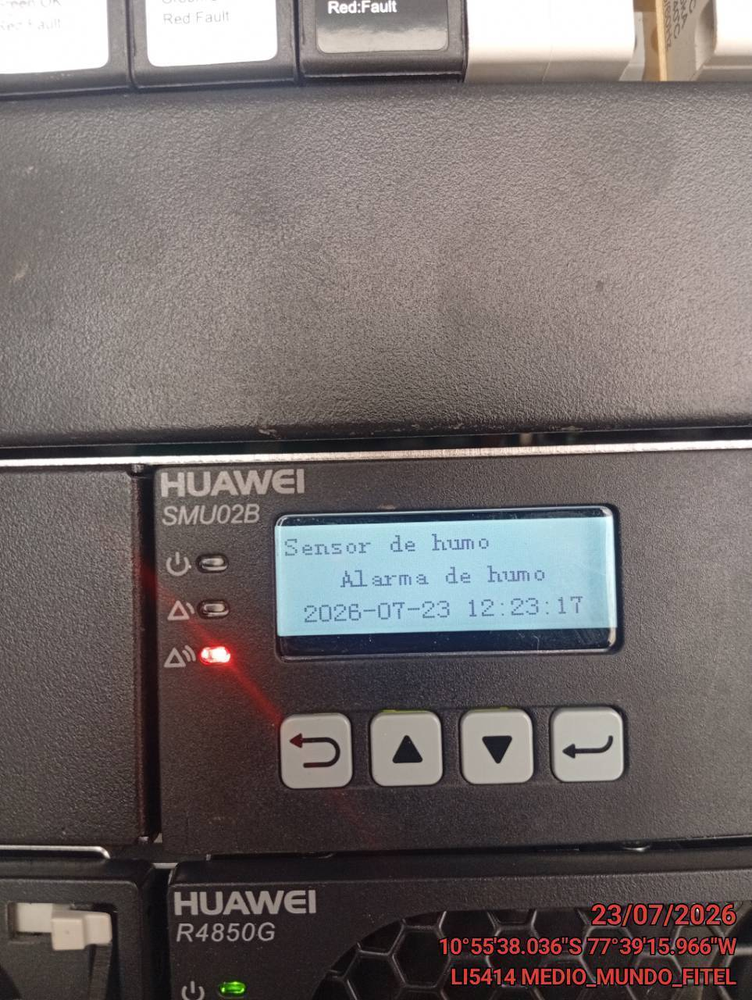 Red:Fault
Red:Fault
HUAWEI
SMU02B
Sensor de humo
Alarma de humo
2026-07-23 12:23:17
HUAWEI
R4850G
23/07/2026
10°55'38.036"S 77°39'15.966"W
LI5414 MEDIO_MUNDO_FITEL